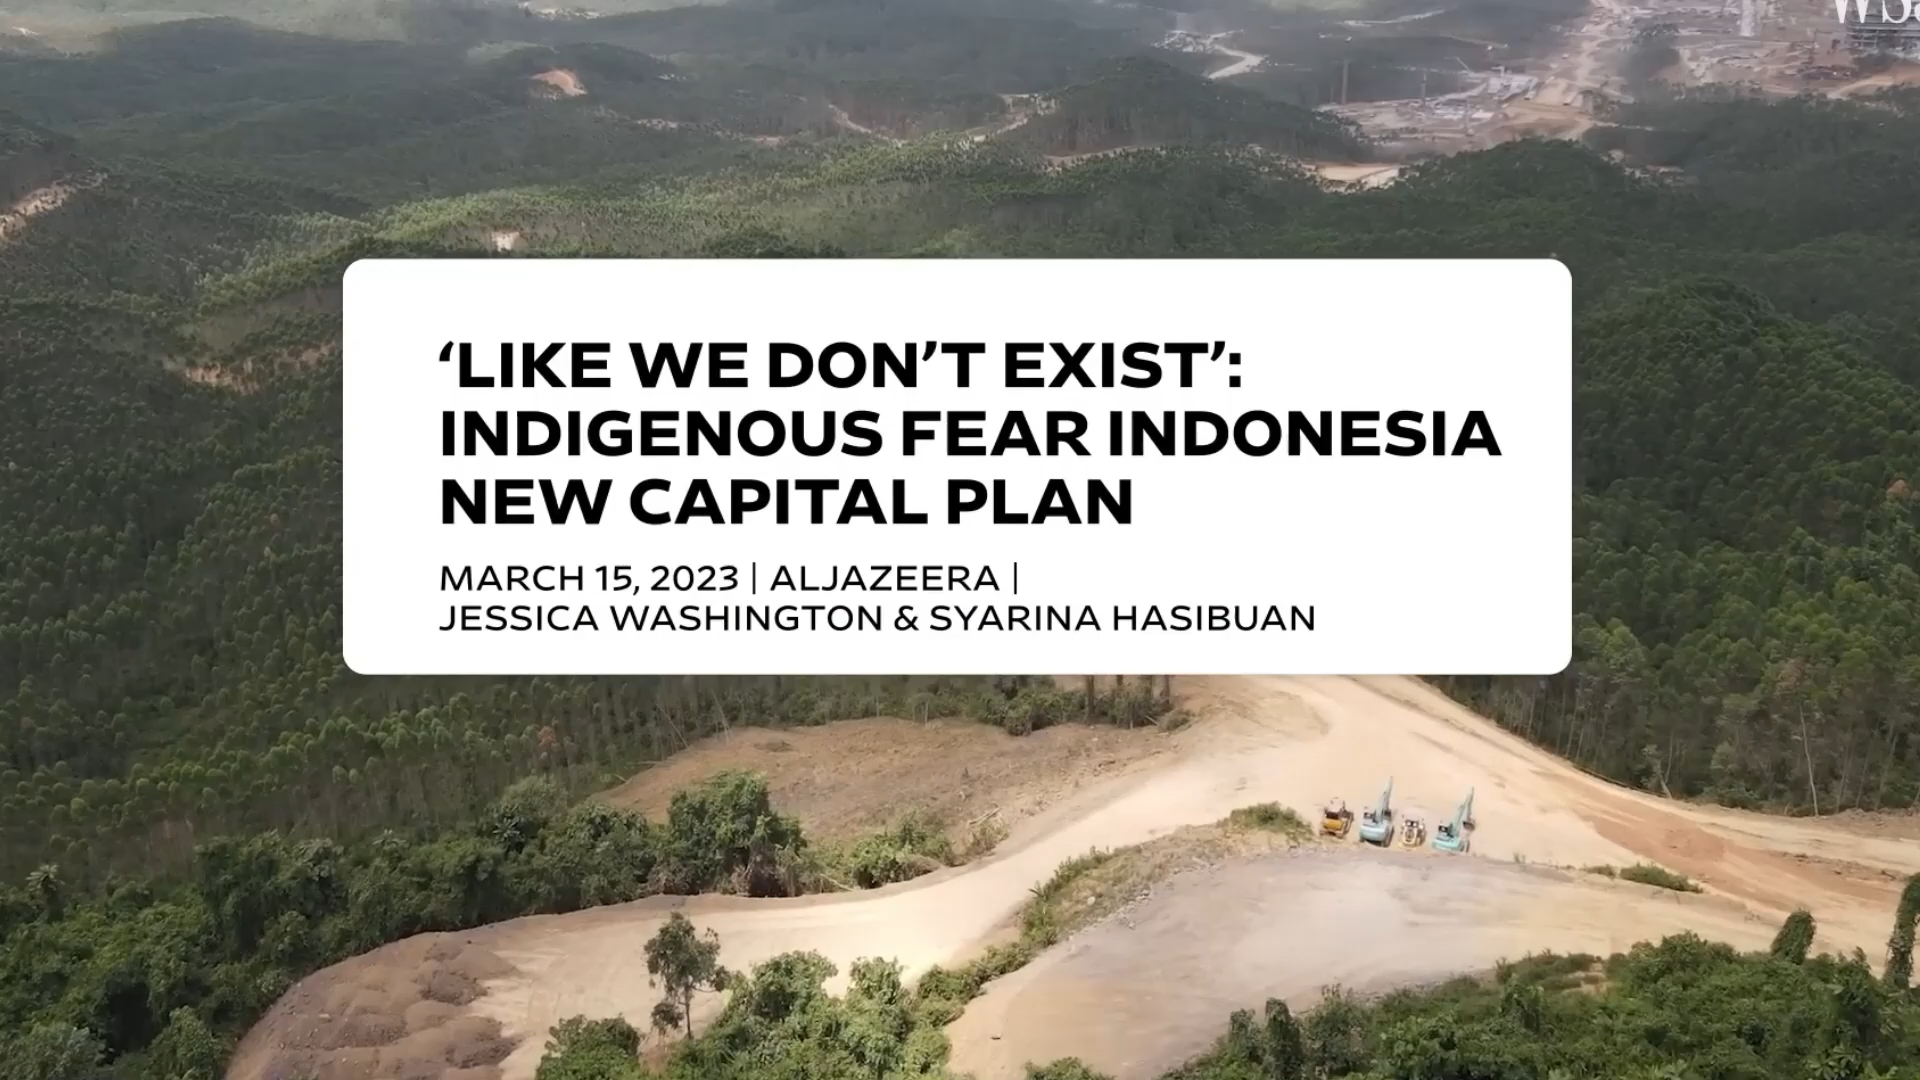 ‘LIKE WE DON’T EXIST’:
INDIGENOUS FEAR INDONESIA
NEW CAPITAL PLAN
MARCH 15, 2023 | ALJAZEERA |
JESSICA WASHINGTON & SYARINA HASIBUAN